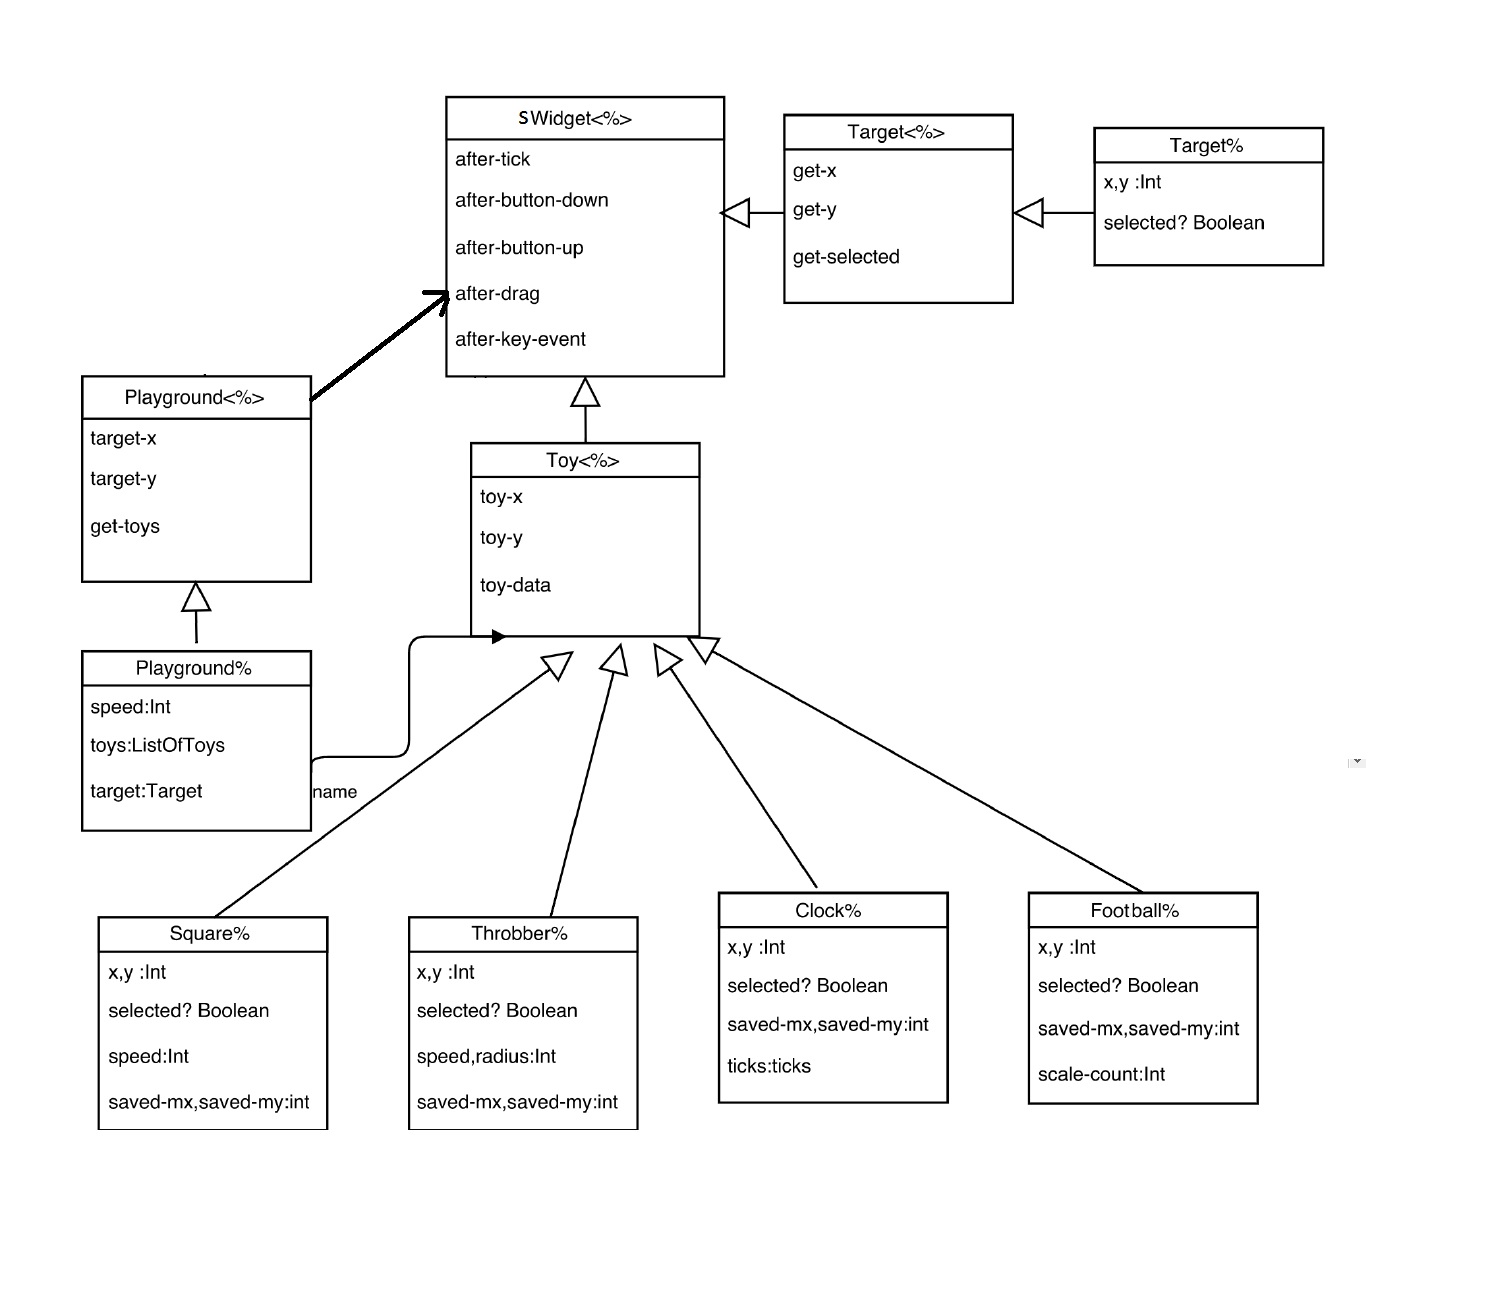 SWidget<%>
after-tick
after-button-down
after-button-up
after-drag
after-key-event
Target<%>
get-x
get-y
get-selected
Target%
x,y :Int
selected? Boolean
Playground<%>
target-x
target-y
get-toys
Toy<%>
toy-x
toy-y
toy-data
Playground%
speed:Int
toys:ListOfToys
target:Target
name
Square%
x,y :Int
selected? Boolean
speed:Int
saved-mx,saved-my:int
Throbber%
x,y :Int
selected? Boolean
speed,radius:Int
saved-mx,saved-my:int
Clock%
x,y :Int
selected? Boolean
saved-mx,saved-my:int
ticks:ticks
Football%
x,y :Int
selected? Boolean
saved-mx,saved-my:int
scale-count:Int